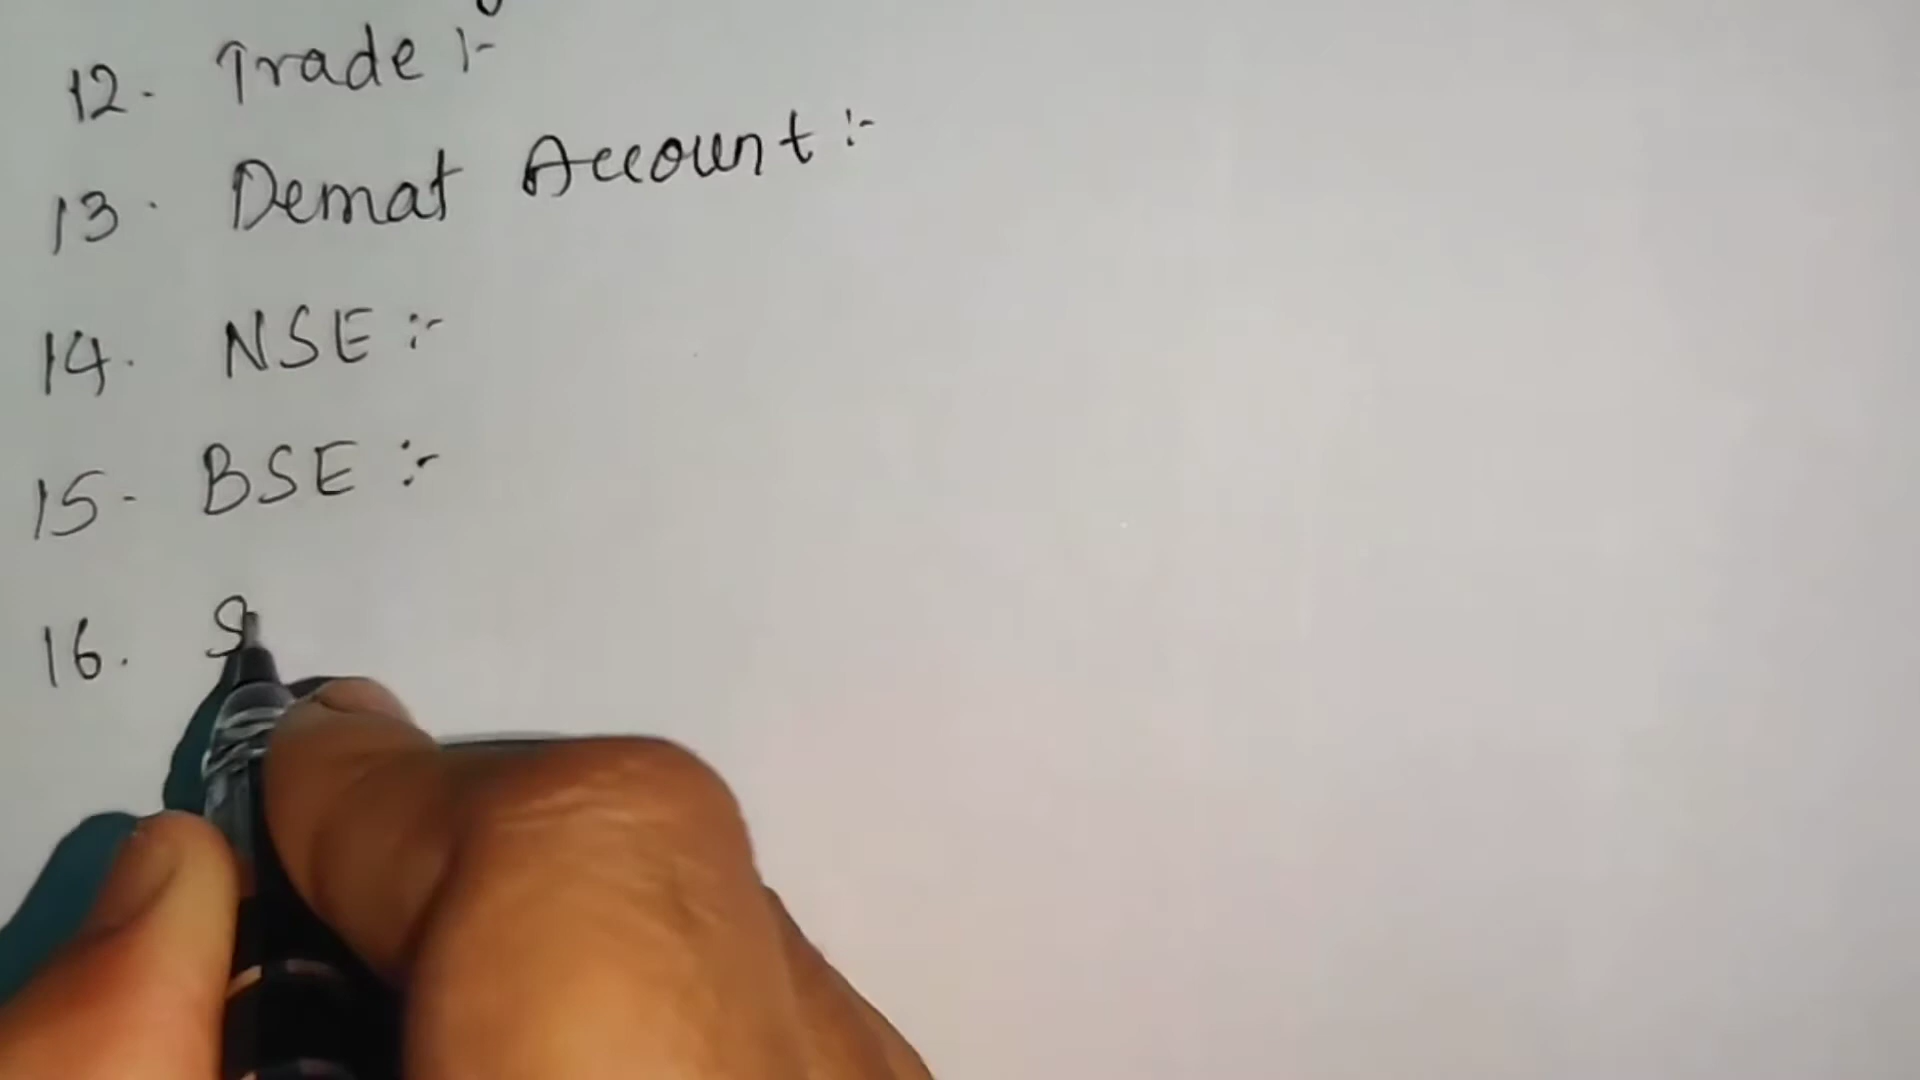 12. Trade :-
13. Demat Account :-
14. NSE :-
15. BSE :-
16. S